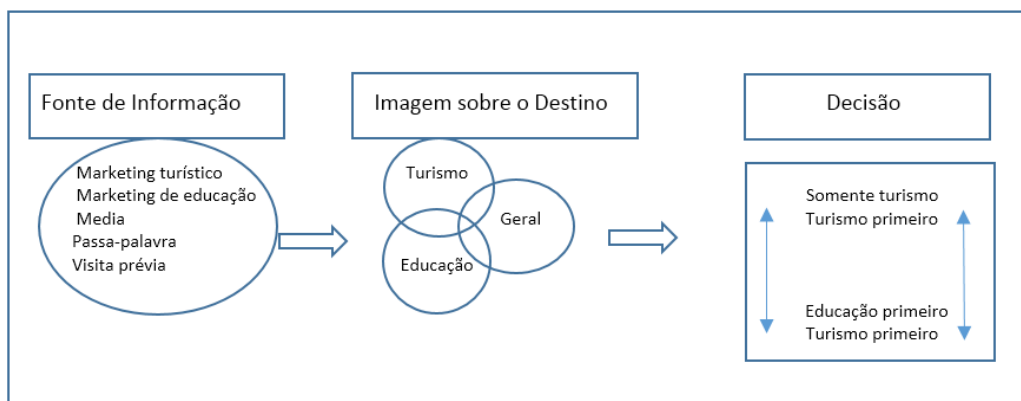 Fonte de Informação
Imagem sobre o Destino
Decisão
Marketing turístico
Marketing de educação
Media
Passa-palavra
Visita prévia
Turismo
Geral
Educação
Somente turismo
Turismo primeiro
Educação primeiro
Turismo primeiro